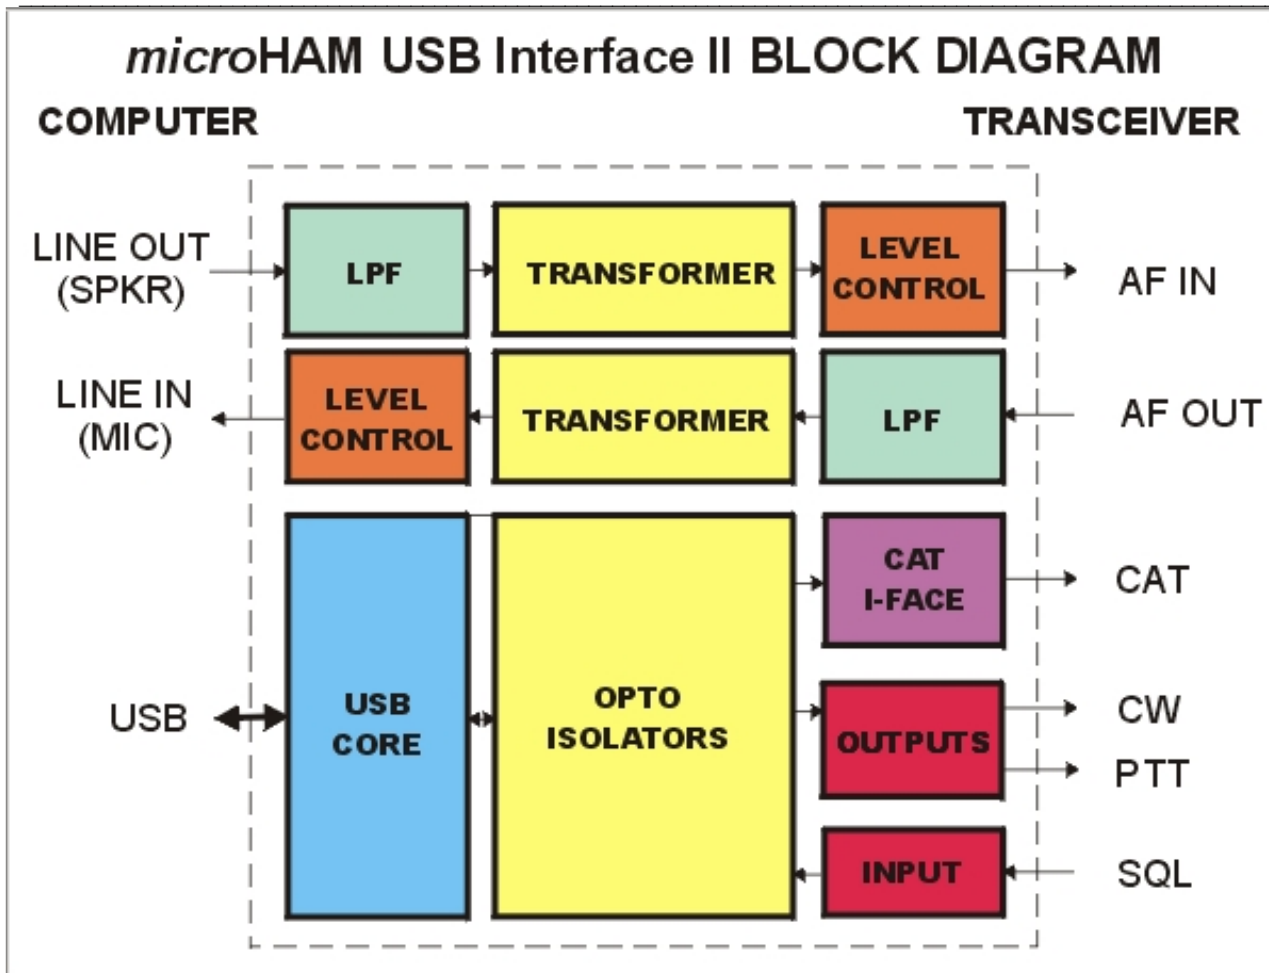 microHAM USB Interface II BLOCK DIAGRAM
COMPUTER
TRANSCEIVER
LINE OUT
(SPKR)
LPF
TRANSFORMER
LEVEL
CONTROL
AF IN
LINE IN
(MIC)
LEVEL
CONTROL
TRANSFORMER
LPF
AF OUT
USB
USB
CORE
OPTO
ISOLATORS
CAT
I-FACE
CAT
OUTPUTS
CW
PTT
INPUT
SQL